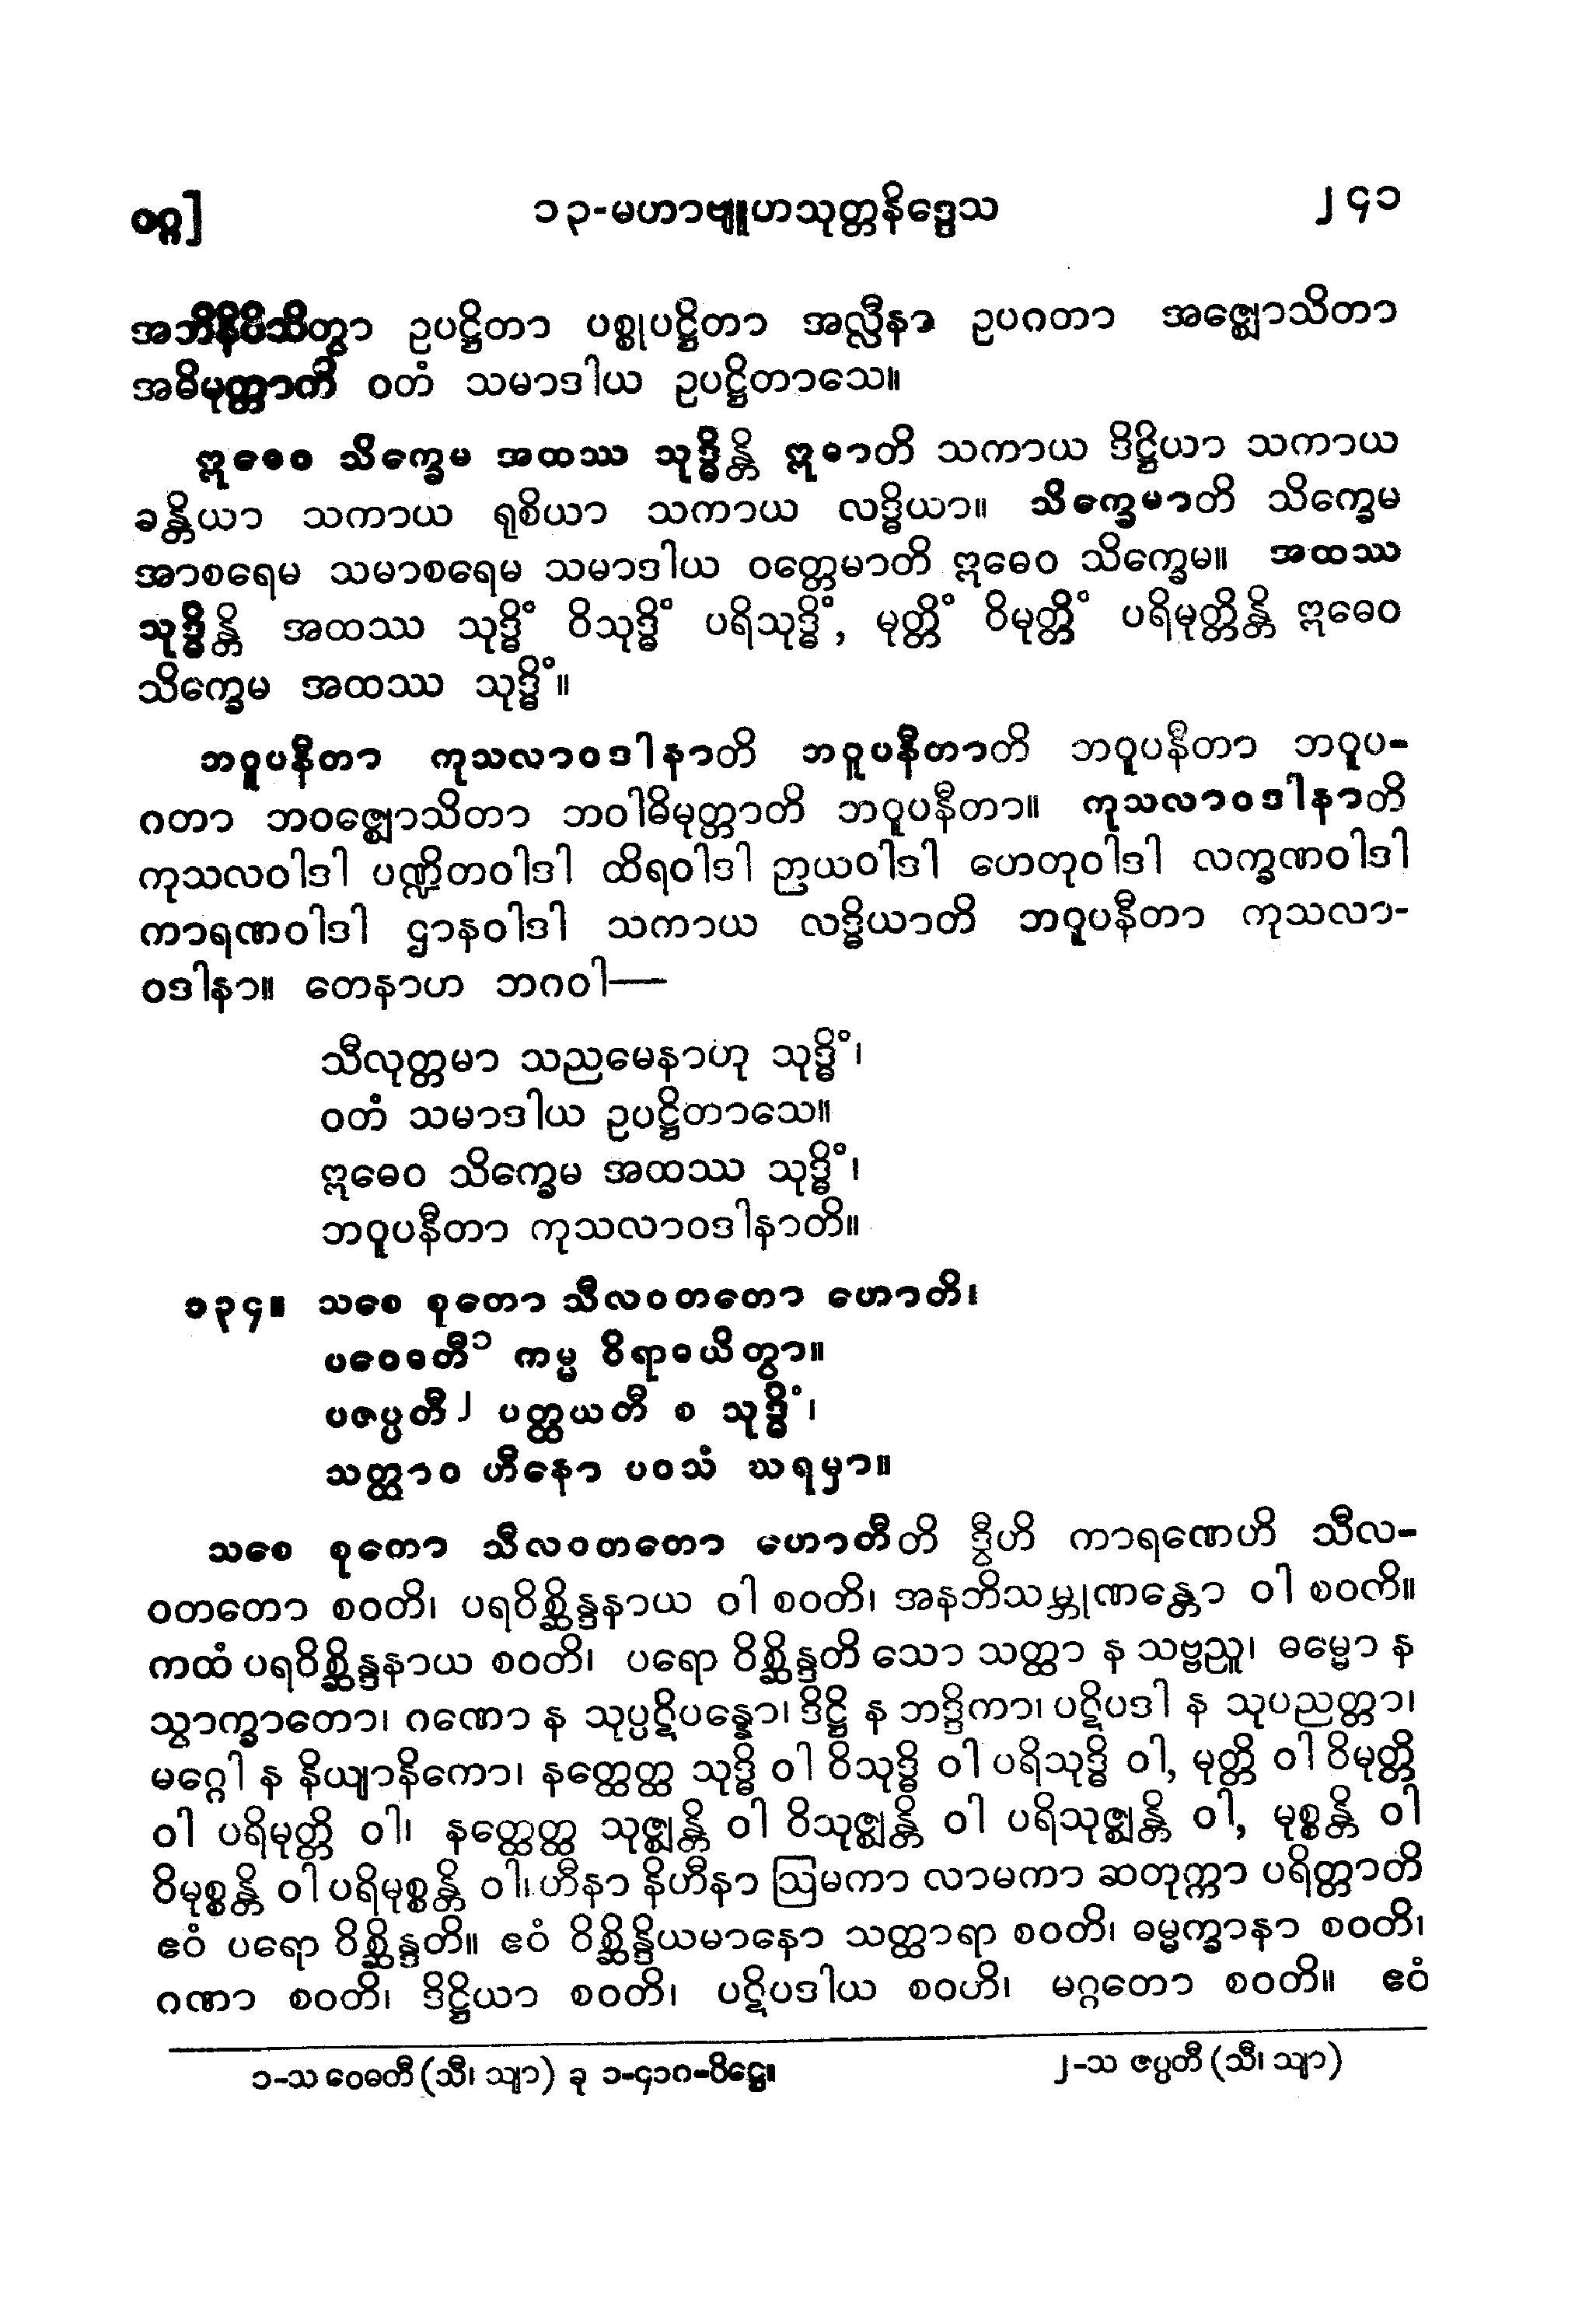 ဝဂ္ဂ]
၁၃-မဟာဗျူဟသုတ္တနိဒ္ဒေသ
၂၄၁
အဘိနိဝိသိတွာ ဥပဋ္ဌိတာ ပစ္စုပဋ္ဌိတာ အလ္လီနာ ဥပဂတာ အဇ္ဈောသိတာ
အဓိမုတ္တာတိ ဝတံ သမာဒါယ ဥပဋ္ဌိတာသေ။
ဣဓေဝ သိက္ခေမ အထဿ သုဒ္ဓိန္တိ ဣဓာတိ သကာယ ဒိဋ္ဌိယာ သကာယ
ခန္တိယာ သကာယ ရုစိယာ သကာယ လဒ္ဓိယာ။ သိက္ခေမာတိ သိက္ခေမ
အာစရေမ သမာစရေမ သမာဒါယ ဝတ္တေမာတိ ဣဓေဝ သိက္ခေမ။ အထဿ
သုဒ္ဓိန္တိ အထဿ သုဒ္ဓိံ ဝိသုဒ္ဓိံ ပရိသုဒ္ဓိံ, မုတ္တိံ ဝိမုတ္တိံ ပရိမုတ္တိန္တိ ဣဓေဝ
သိက္ခေမ အထဿ သုဒ္ဓိံ။
ဘဝူပနီတာ ကုသလာဝဒါနာတိ ဘဝူပနီတာတိ ဘဝူပနီတာ ဘဝူပ-
ဂတာ ဘဝဇ္ဈောသိတာ ဘဝါဓိမုတ္တာတိ ဘဝူပနီတာ။ ကုသလာဝဒါနာတိ
ကုသလဝါဒါ ပဏ္ဍိတဝါဒါ ထိရဝါဒါ ဉာယဝါဒါ ဟေတုဝါဒါ လက္ခဏဝါဒါ
ကာရဏဝါဒါ ဌာနဝါဒါ သကာယ လဒ္ဓိယာတိ ဘဝူပနီတာ ကုသလာ-
ဝဒါနာ။ တေနာဟ ဘဂဝါ—
သီလုတ္တမာ သညမေနာဟု သုဒ္ဓိံ၊
ဝတံ သမာဒါယ ဥပဋ္ဌိတာသေ။
ဣဓေဝ သိက္ခေမ အထဿ သုဒ္ဓိံ၊
ဘဝူပနီတာ ကုသလာဝဒါနာတိ။
၁၃၄။ သစေ စုတော သီလဝတတော ဟောတိ၊
ပဝေဓတီ၁ ကမ္မ ဝိရာဓယိတွာ။
ပဇပ္ပတီ၂ ပတ္ထယတီ စ သုဒ္ဓိံ၊
သတ္ထာဝ ဟီနော ပဝသံ ဃရမှာ။
သစေ စုတော သီလဝတတော ဟောတီတိ ဒွီဟိ ကာရဏေဟိ သီလ-
ဝတတော စဝတိ၊ ပရဝိစ္ဆိန္ဒနာယ ဝါ စဝတိ၊ အနဘိသမ္ဘုဏန္တော ဝါ စဝတိ။
ကထံ ပရဝိစ္ဆိန္ဒနာယ စဝတိ၊ ပရော ဝိစ္ဆိန္ဒတိ သော သတ္ထာ န သဗ္ဗညူ၊ ဓမ္မော န
သွာက္ခာတော၊ ဂဏော န သုပ္ပဋိပန္နော၊ ဒိဋ္ဌိ န ဘဒ္ဒိကာ၊ ပဋိပဒါ န သုပညတ္တာ၊
မဂ္ဂေါ န နိယျာနိကော၊ နတ္ထေတ္ထ သုဒ္ဓိ ဝါ ဝိသုဒ္ဓိ ဝါ ပရိသုဒ္ဓိ ဝါ, မုတ္တိ ဝါ ဝိမုတ္တိ
ဝါ ပရိမုတ္တိ ဝါ၊ နတ္ထေတ္ထ သုဇ္ဈန္တိ ဝါ ဝိသုဇ္ဈန္တိ ဝါ ပရိသုဇ္ဈန္တိ ဝါ, မုစ္စန္တိ ဝါ
ဝိမုစ္စန္တိ ဝါ ပရိမုစ္စန္တိ ဝါ၊ ဟီနာ နိဟီနာ ဩမကာ လာမကာ ဆတုက္ကာ ပရိတ္တာတိ
ဧဝံ ပရော ဝိစ္ဆိန္ဒတိ။ ဧဝံ ဝိစ္ဆိန္ဒိယမာနော သတ္ထာရာ စဝတိ၊ ဓမ္မက္ခာနာ စဝတိ၊
ဂဏာ စဝတိ၊ ဒိဋ္ဌိယာ စဝတိ၊ ပဋိပဒါယ စဝတိ၊ မဂ္ဂတော စဝတိ။ ဧဝံ
၁-သ ဝေဓတီ (သီ၊ သျာ) ခု ၁-၄၁၈-ပိဋ္ဌေ။
၂-သ ဇပ္ပတီ (သီ၊ သျာ)